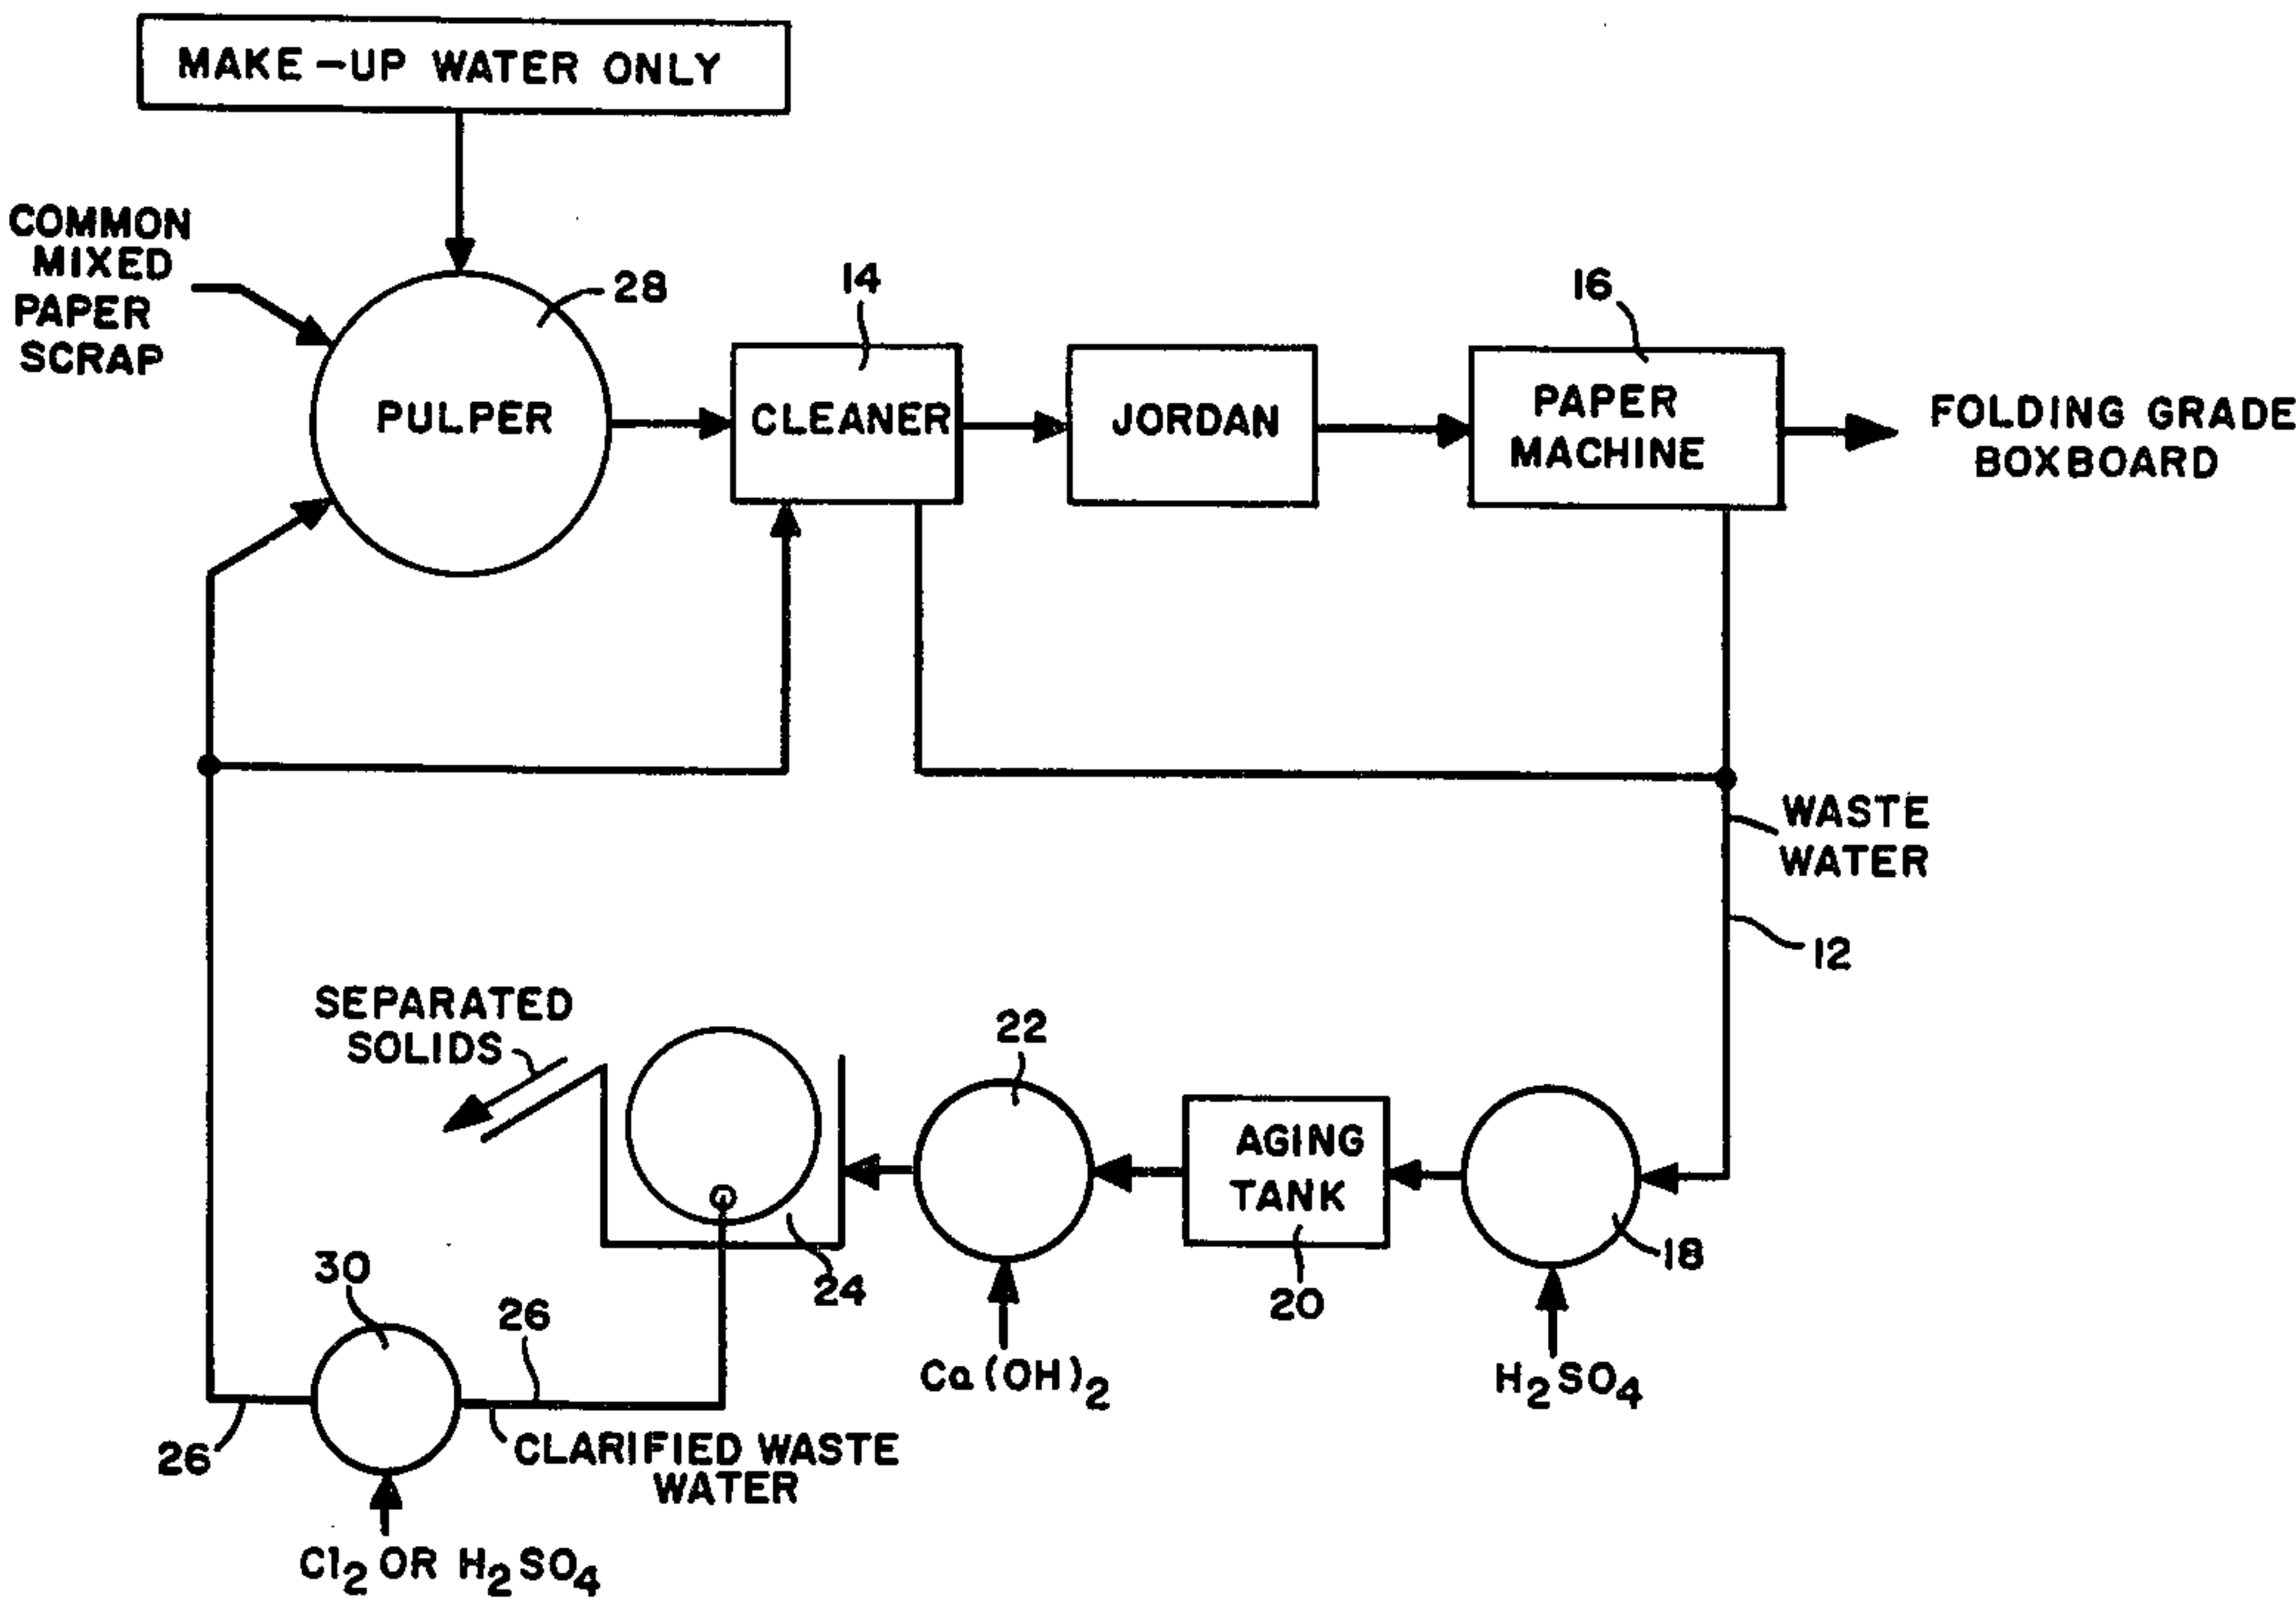 MAKE-UP WATER ONLY
COMMON
MIXED
PAPER
SCRAP
28
14
16
PULPER
CLEANER
JORDAN
PAPER
MACHINE
FOLDING GRADE
BOXBOARD
WASTE
WATER
12
SEPARATED
SOLIDS
22
AGING
TANK
18
30
26
24
20
Ca(OH)2
H2SO4
26
CLARIFIED WASTE
WATER
Cl2 OR H2SO4